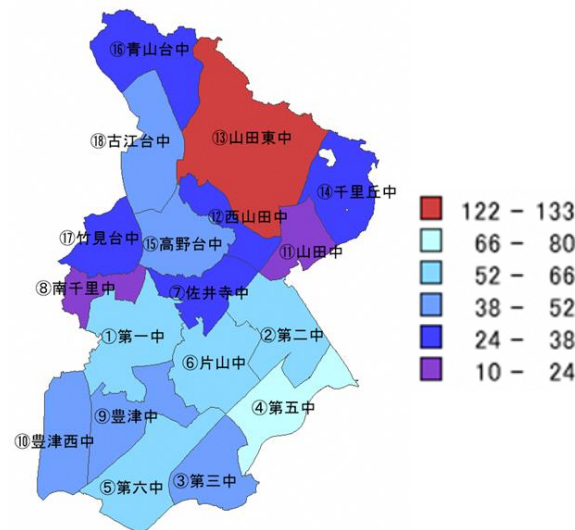 ⑯青山台中
⑬山田東中
⑱古江台中
⑭千里丘中
⑫西山田中
⑰竹見台中
⑮高野台中
⑪山田中
⑧南千里中
⑦佐井寺中
①第一中
②第二中
⑥片山中
④第五中
⑨豊津中
⑩豊津西中
③第三中
⑤第六中
122 - 133
66 - 80
52 - 66
38 - 52
24 - 38
10 - 24